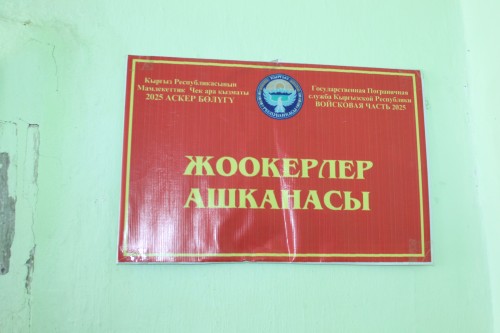 Кыргыз Республикасынын
Мамлекеттик Чек ара кызматы
2025 АСКЕР БӨЛҮГҮ
Государственная Пограничная
служба Кыргызской Республики
ВОЙСКОВАЯ ЧАСТЬ 2025
ЖООКЕРЛЕР
АШКАНАСЫ